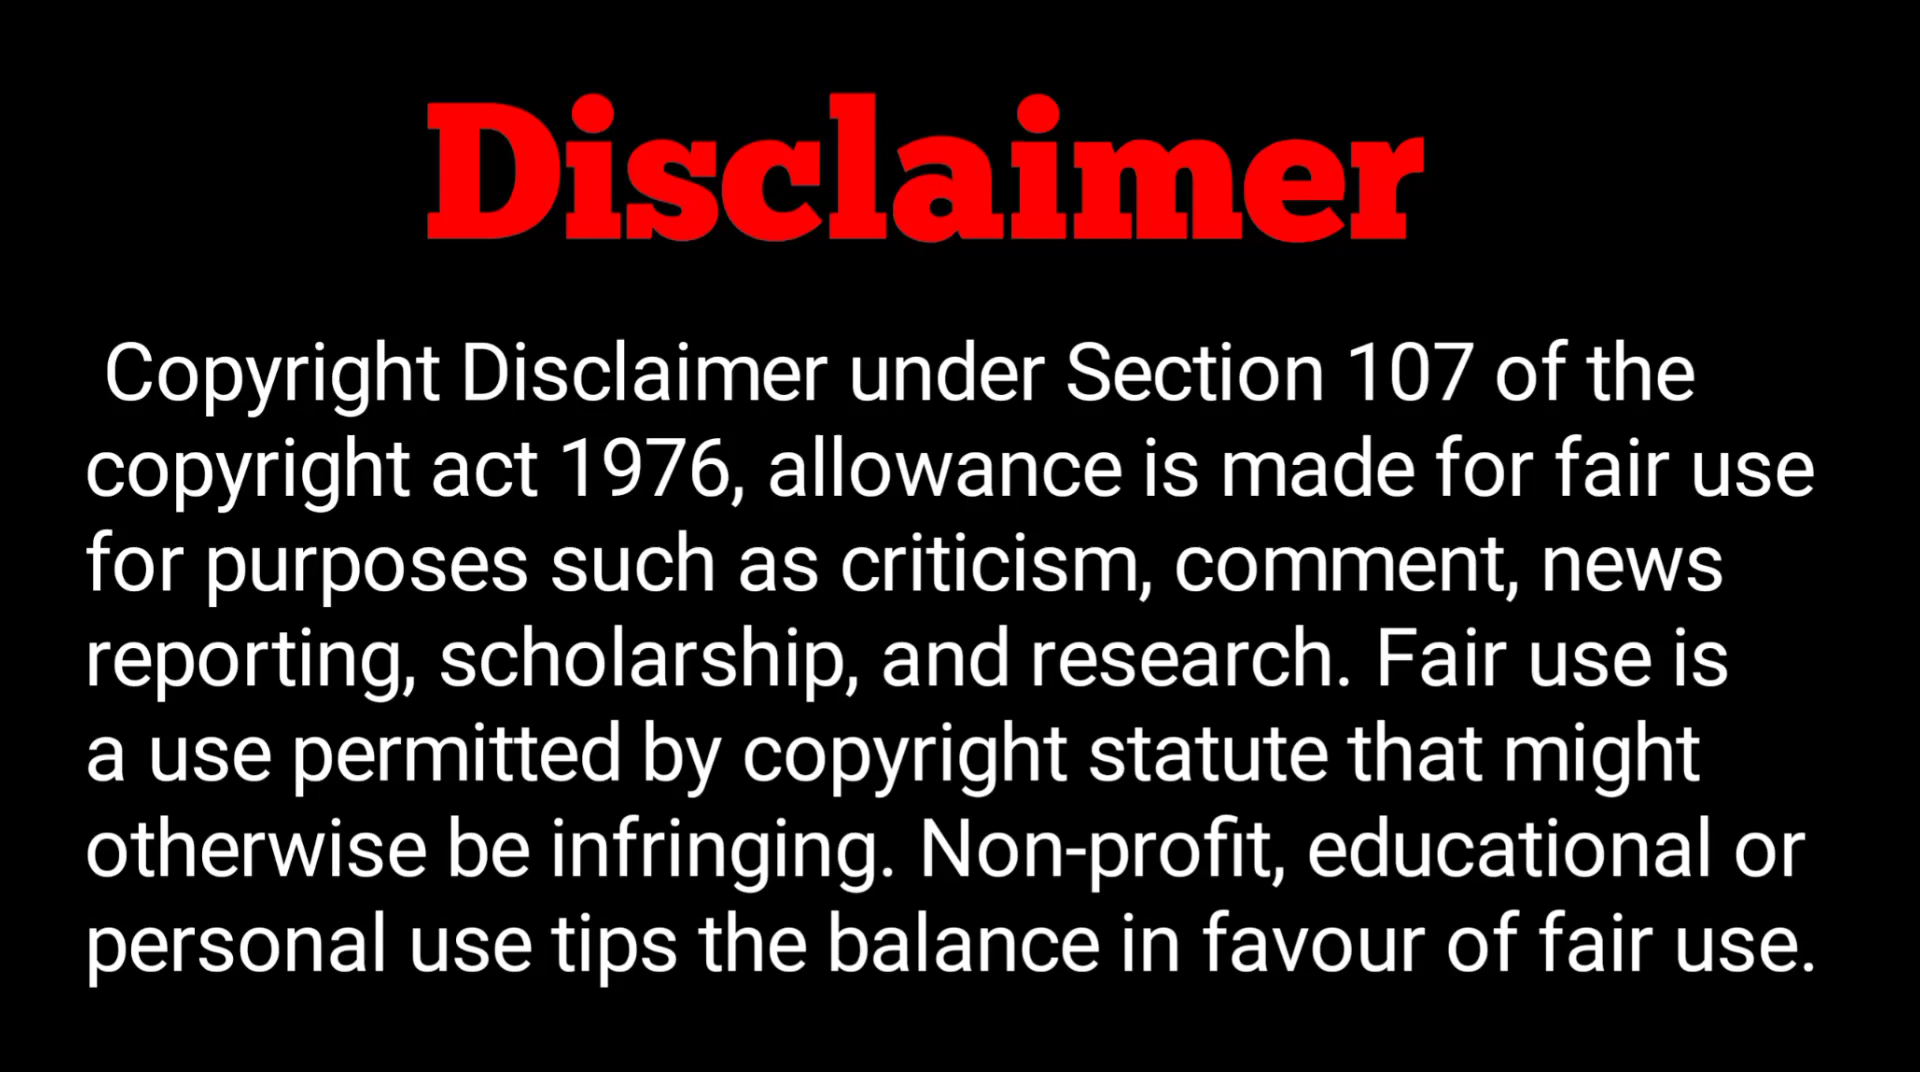 Disclaimer
Copyright Disclaimer under Section 107 of the
copyright act 1976, allowance is made for fair use
for purposes such as criticism, comment, news
reporting, scholarship, and research. Fair use is
a use permitted by copyright statute that might
otherwise be infringing. Non-profit, educational or
personal use tips the balance in favour of fair use.